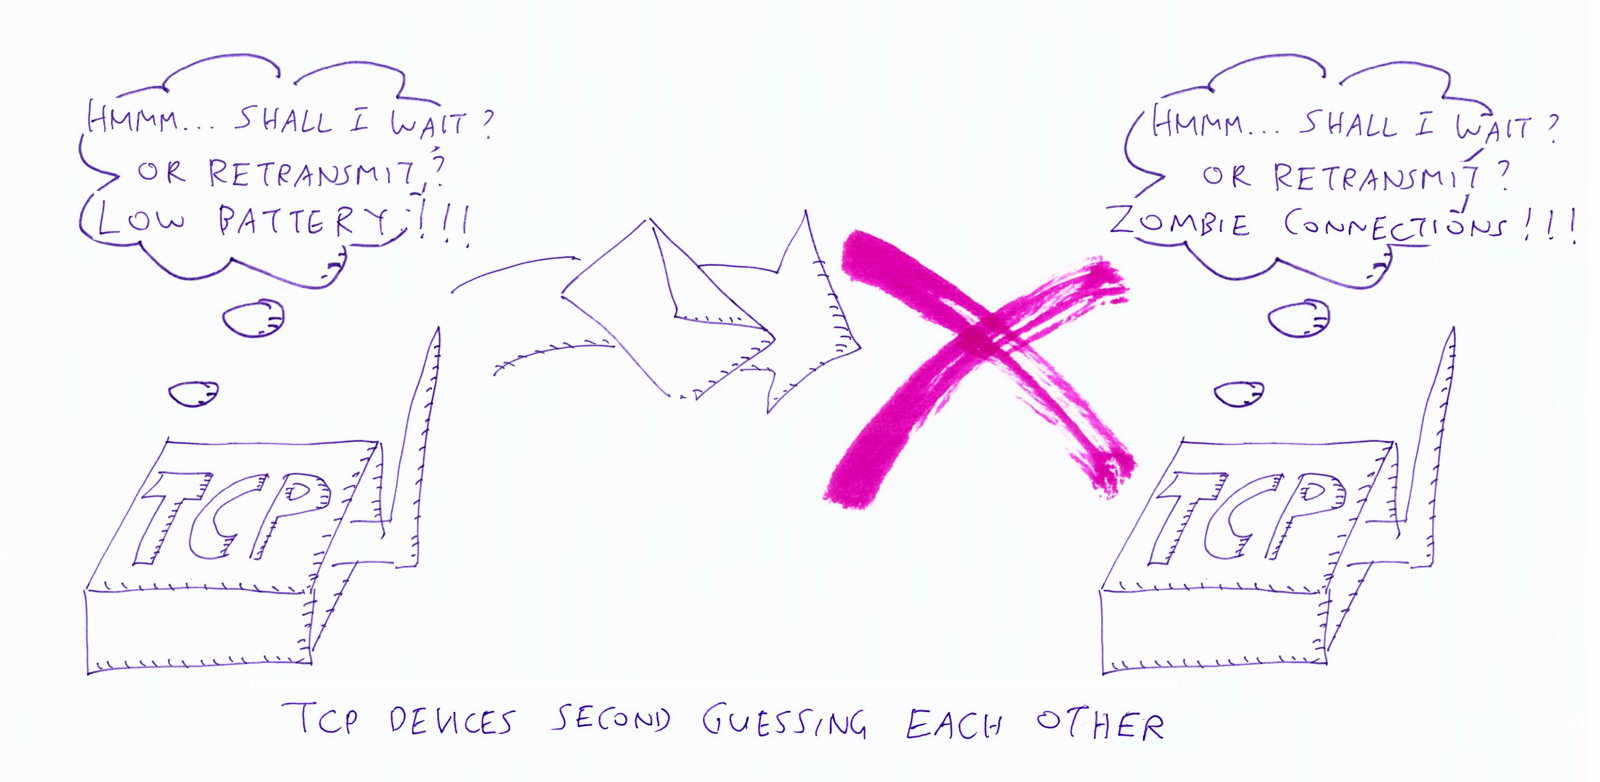 HMMM... SHALL I WAIT?
OR RETRANSMIT?
LOW BATTERY!!!
HMMM... SHALL I WAIT?
OR RETRANSMIT?
ZOMBIE CONNECTIONS!!!
TCP
TCP
TCP DEVICES SECOND GUESSING EACH OTHER